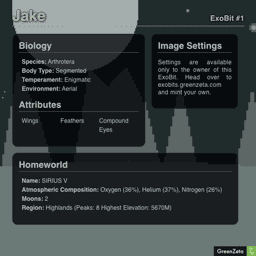 Jake
ExoBit #1
Biology
Species: Arthrotera
Body Type: Segmented
Temperament: Enigmatic
Environment: Aerial
Attributes
Wings Feathers Compound
Eyes
Image Settings
Settings are available
only to the owner of this
ExoBit. Head over to
exobits.greenzeta.com
and mint your own.
Homeworld
Name: SIRIUS V
Atmospheric Composition: Oxygen (36%), Helium (37%), Nitrogen (26%)
Moons: 2
Region: Highlands (Peaks: 8 Highest Elevation: 5670M)
GreenZeta